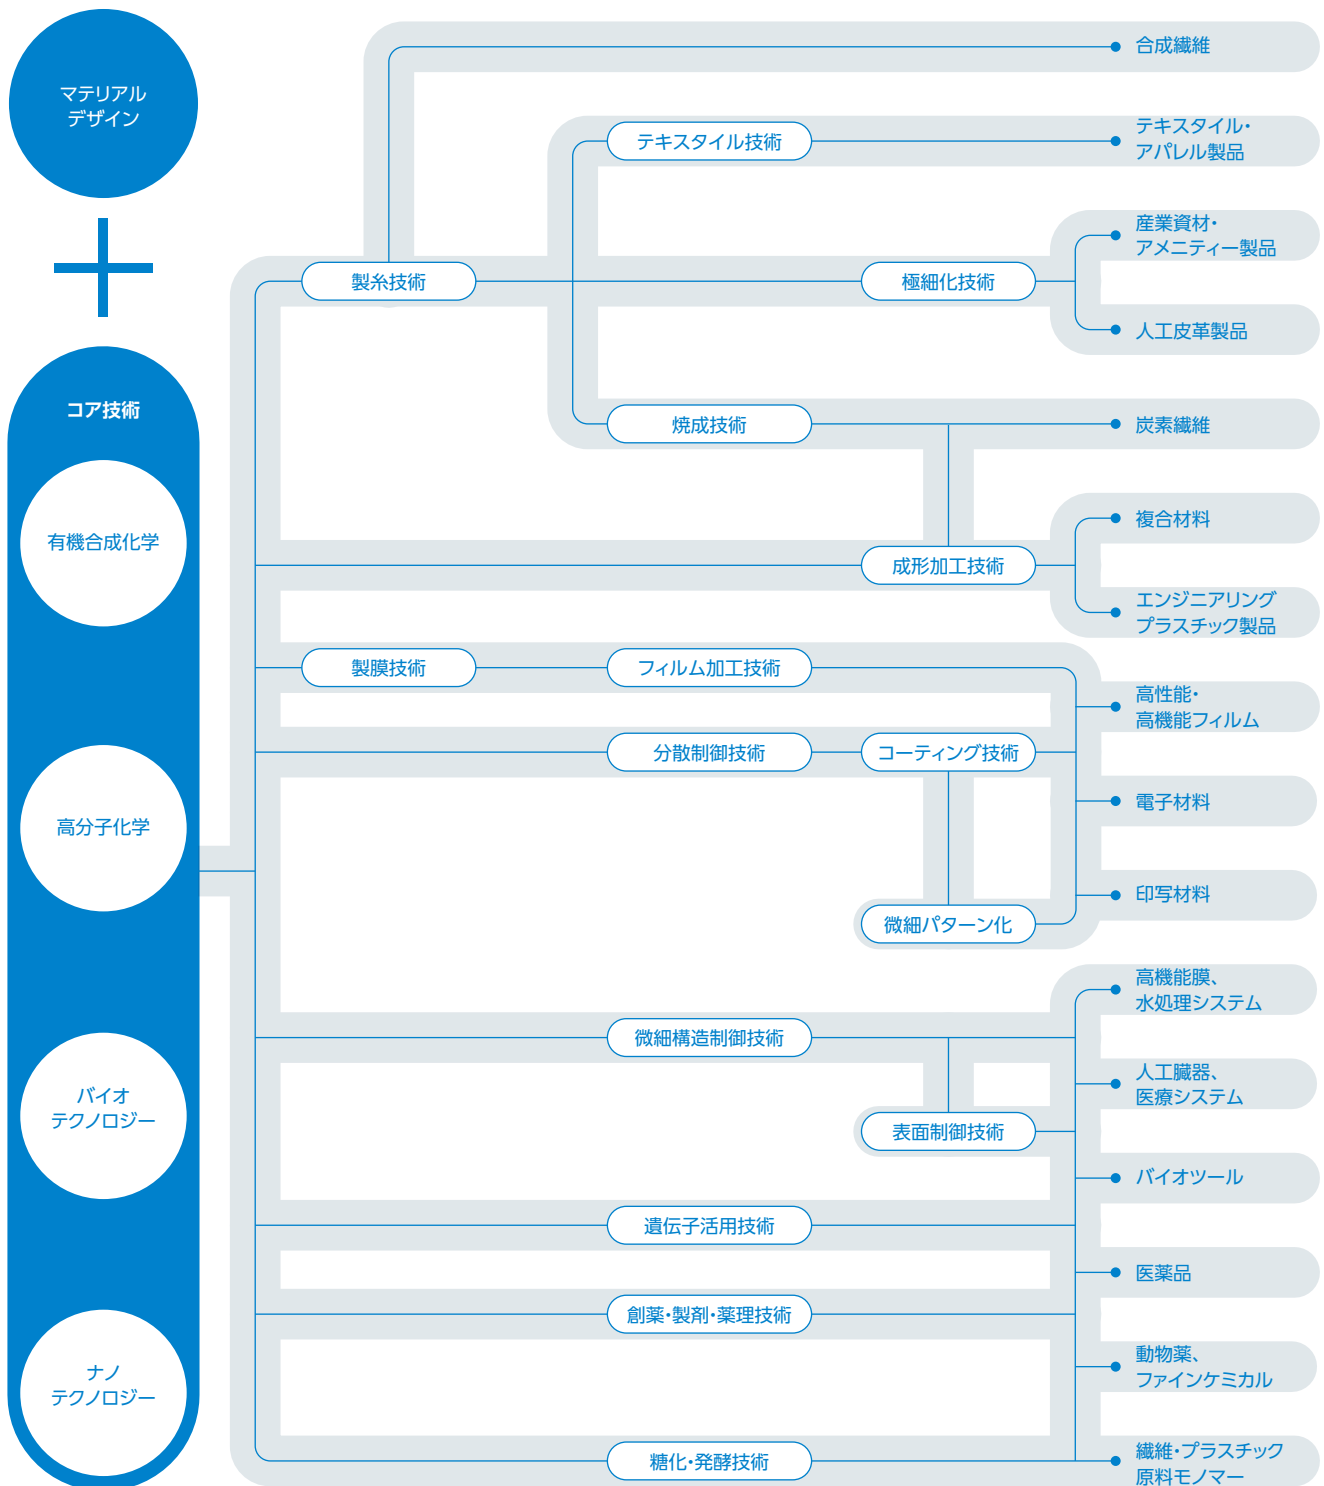 マテリアル
デザイン
コア技術
有機合成化学
高分子化学
バイオ
テクノロジー
ナノ
テクノロジー
合成繊維
テキスタイル技術
テキスタイル・
アパレル製品
製糸技術
極細化技術
産業資材・
アメニティー製品
人工皮革製品
焼成技術
炭素繊維
成形加工技術
複合材料
エンジニアリング
プラスチック製品
製膜技術
フィルム加工技術
高性能・
高機能フィルム
分散制御技術
コーティング技術
電子材料
印写材料
微細パターン化
高機能膜、
水処理システム
微細構造制御技術
人工臓器、
医療システム
表面制御技術
バイオツール
遺伝子活用技術
医薬品
創薬・製剤・薬理技術
動物薬、
ファインケミカル
糖化・発酵技術
繊維・プラスチック
原料モノマー